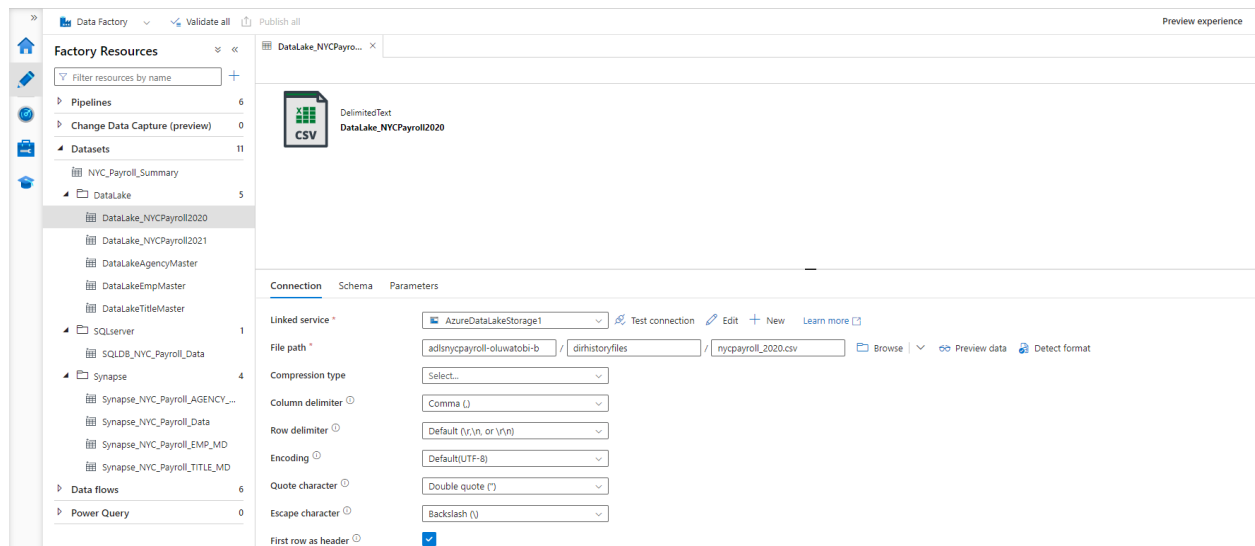 Data Factory
Validate all
Publish all
Preview experience
Factory Resources
Filter resources by name
Pipelines 6
Change Data Capture (preview) 0
Datasets 11
NYC_Payroll_Summary
DataLake 5
DataLake_NYCPayroll2020
DataLake_NYCPayroll2021
DataLakeAgencyMaster
DataLakeEmpMaster
DataLakeTitleMaster
SQLserver 1
SQLDB_NYC_Payroll_Data
Synapse 4
Synapse_NYC_Payroll_AGENCY_...
Synapse_NYC_Payroll_Data
Synapse_NYC_Payroll_EMP_MD
Synapse_NYC_Payroll_TITLE_MD
Data flows 6
Power Query 0
DataLake_NYCPayro...
CSV
DelimitedText
DataLake_NYCPayroll2020
Connection Schema Parameters
Linked service * AzureDataLakeStorage1 Test connection Edit New Learn more
File path * adlsnycpayroll-oluwatobi-b / dirhistoryfiles / nycpayroll_2020.csv Browse Preview data Detect format
Compression type Select...
Column delimiter Comma (,)
Row delimiter Default (\r,\n, or \r\n)
Encoding Default(UTF-8)
Quote character Double quote (")
Escape character Backslash (\)
First row as header